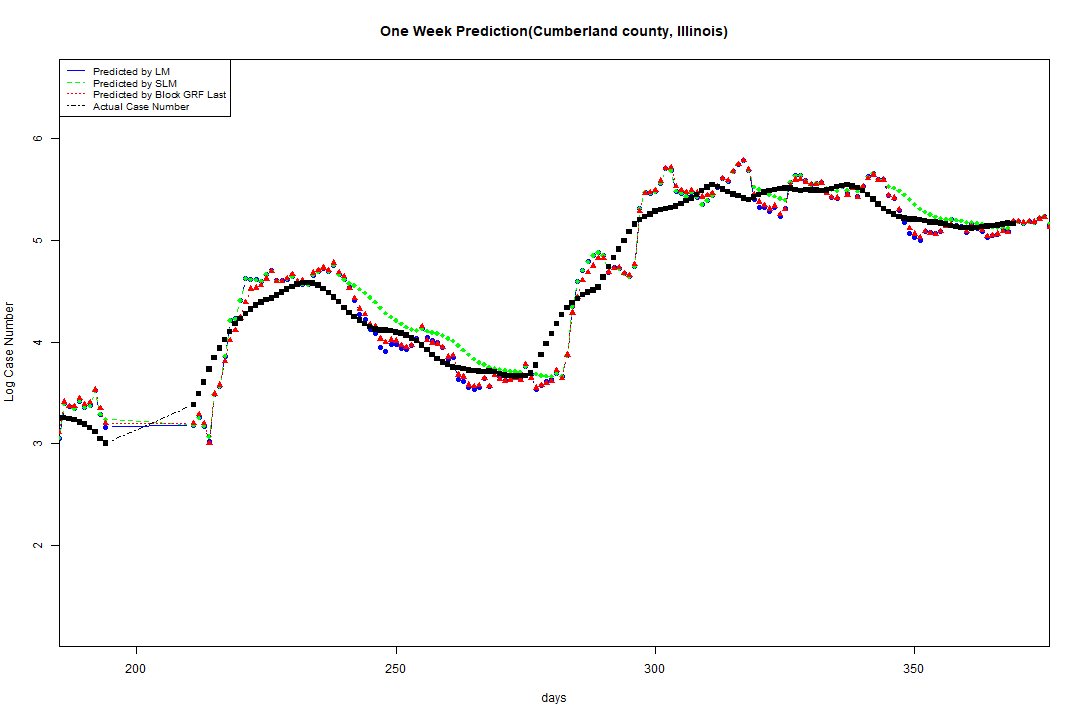 One Week Prediction(Cumberland county, Illinois)
Predicted by LM
Predicted by SLM
Predicted by Block GRF Last
Actual Case Number
6
5
4
3
2
Log Case Number
200 250 300 350
days